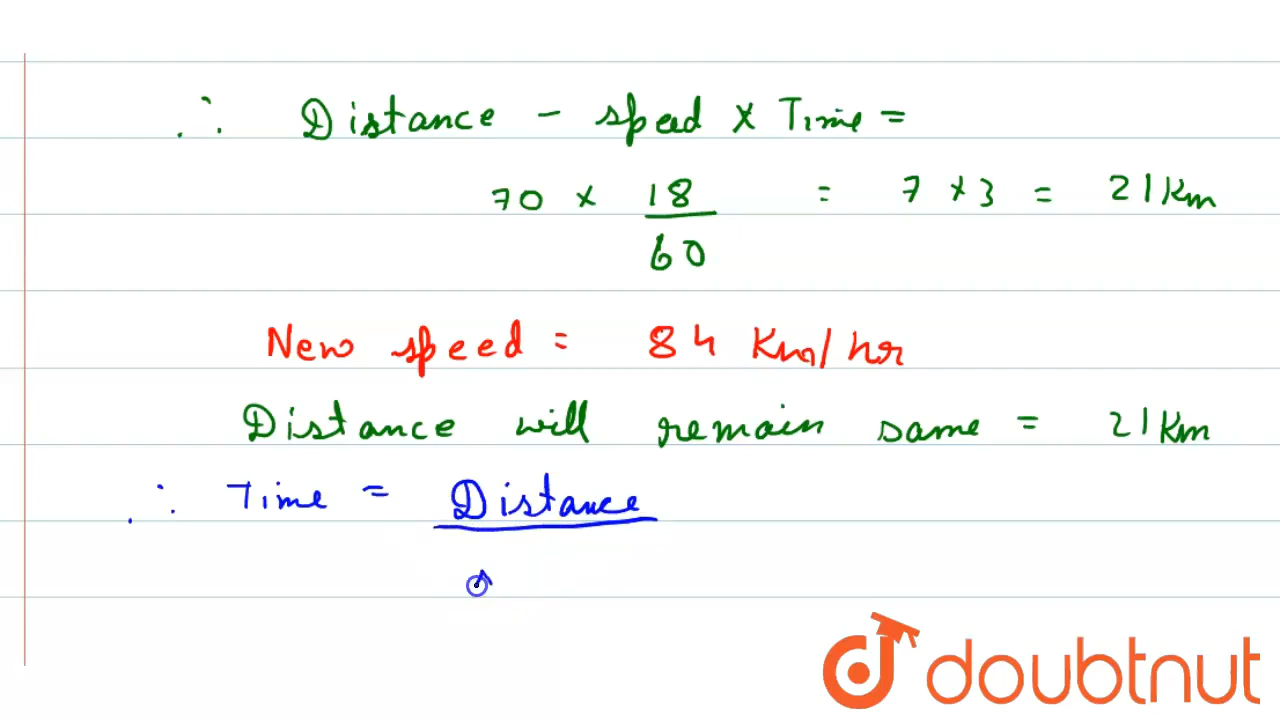 ∴ Distance - speed × Time =
70 × 18/60 = 7 × 3 = 21 Km
New speed = 84 Km/hr
Distance will remain same = 21 Km
∴ Time = Distance
doubtnut